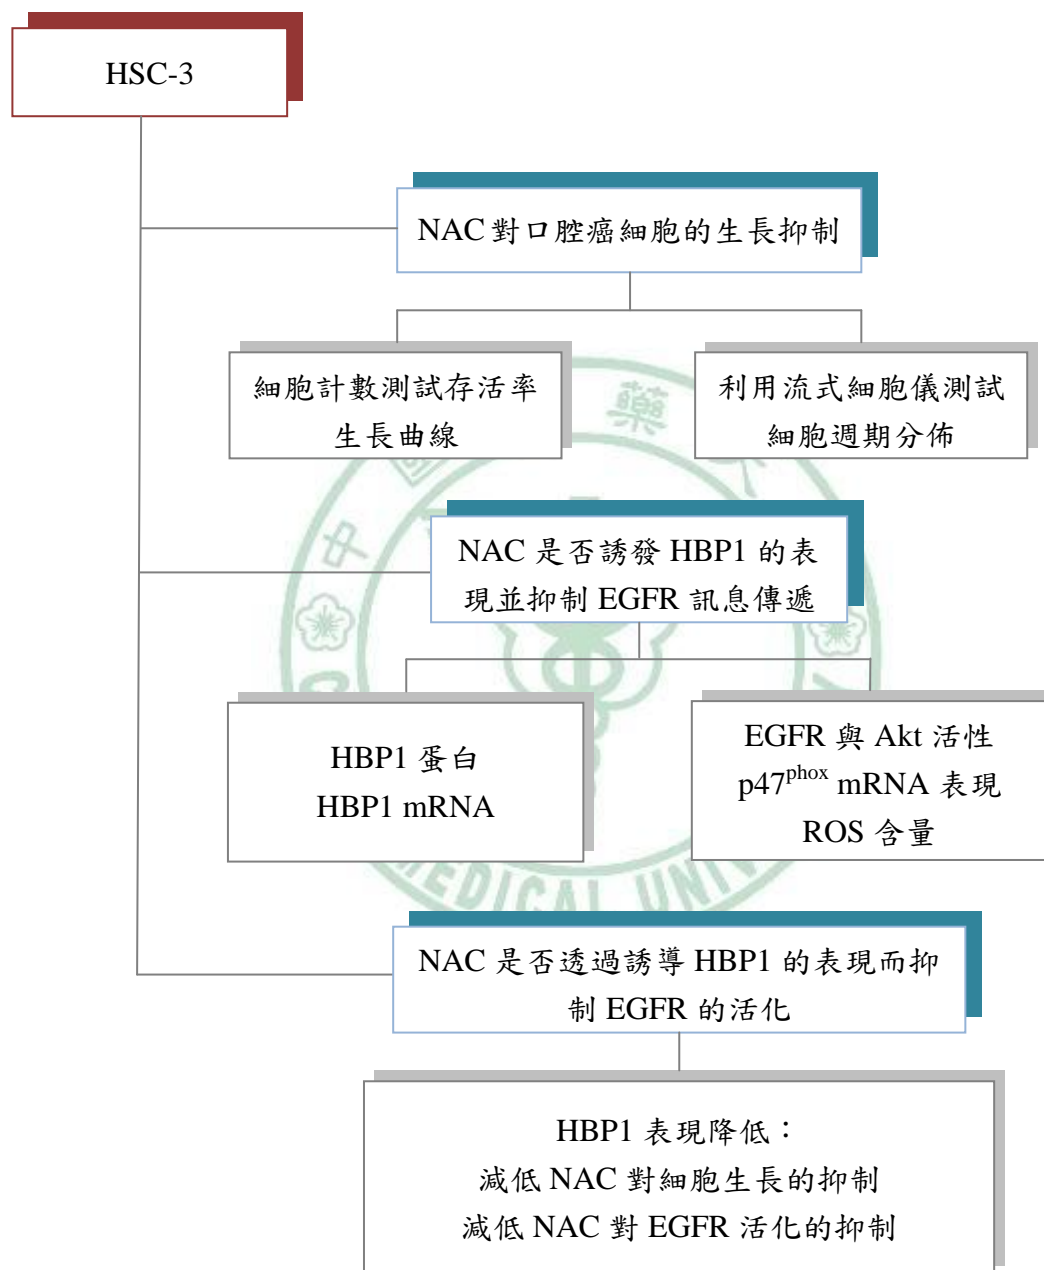 HSC-3
NAC 對口腔癌細胞的生長抑制
細胞計數測試存活率
生長曲線
利用流式細胞儀測試
細胞週期分佈
NAC 是否誘發 HBP1 的表
現並抑制 EGFR 訊息傳遞
HBP1 蛋白
HBP1 mRNA
EGFR 與 Akt 活性
p47phox mRNA 表現
ROS 含量
NAC 是否透過誘導 HBP1 的表現而抑
制 EGFR 的活化
HBP1 表現降低：
減低 NAC 對細胞生長的抑制
減低 NAC 對 EGFR 活化的抑制
中國 藥
MEDICAL UNIV